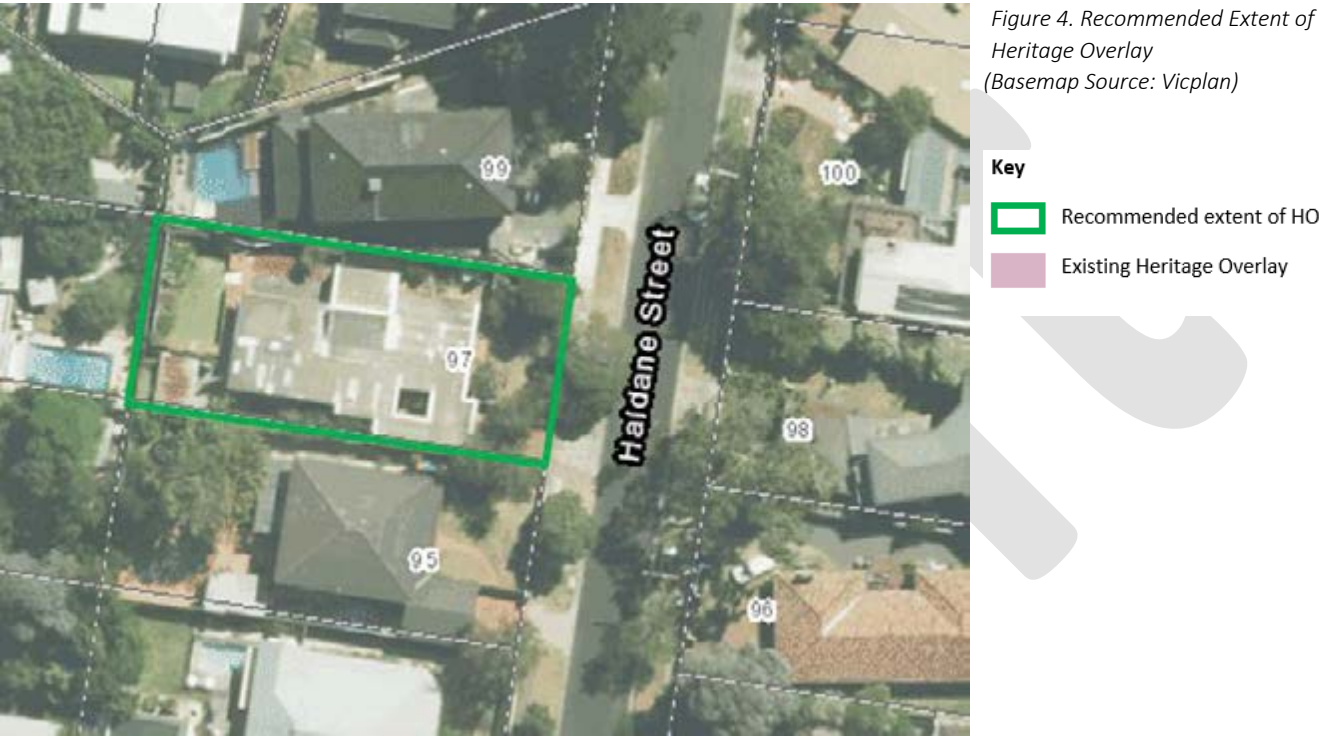 Figure 4. Recommended Extent of
Heritage Overlay
(Basemap Source: Vicplan)
Key
Recommended extent of HO
Existing Heritage Overlay
99
100
Haldane Street
97
98
95
96